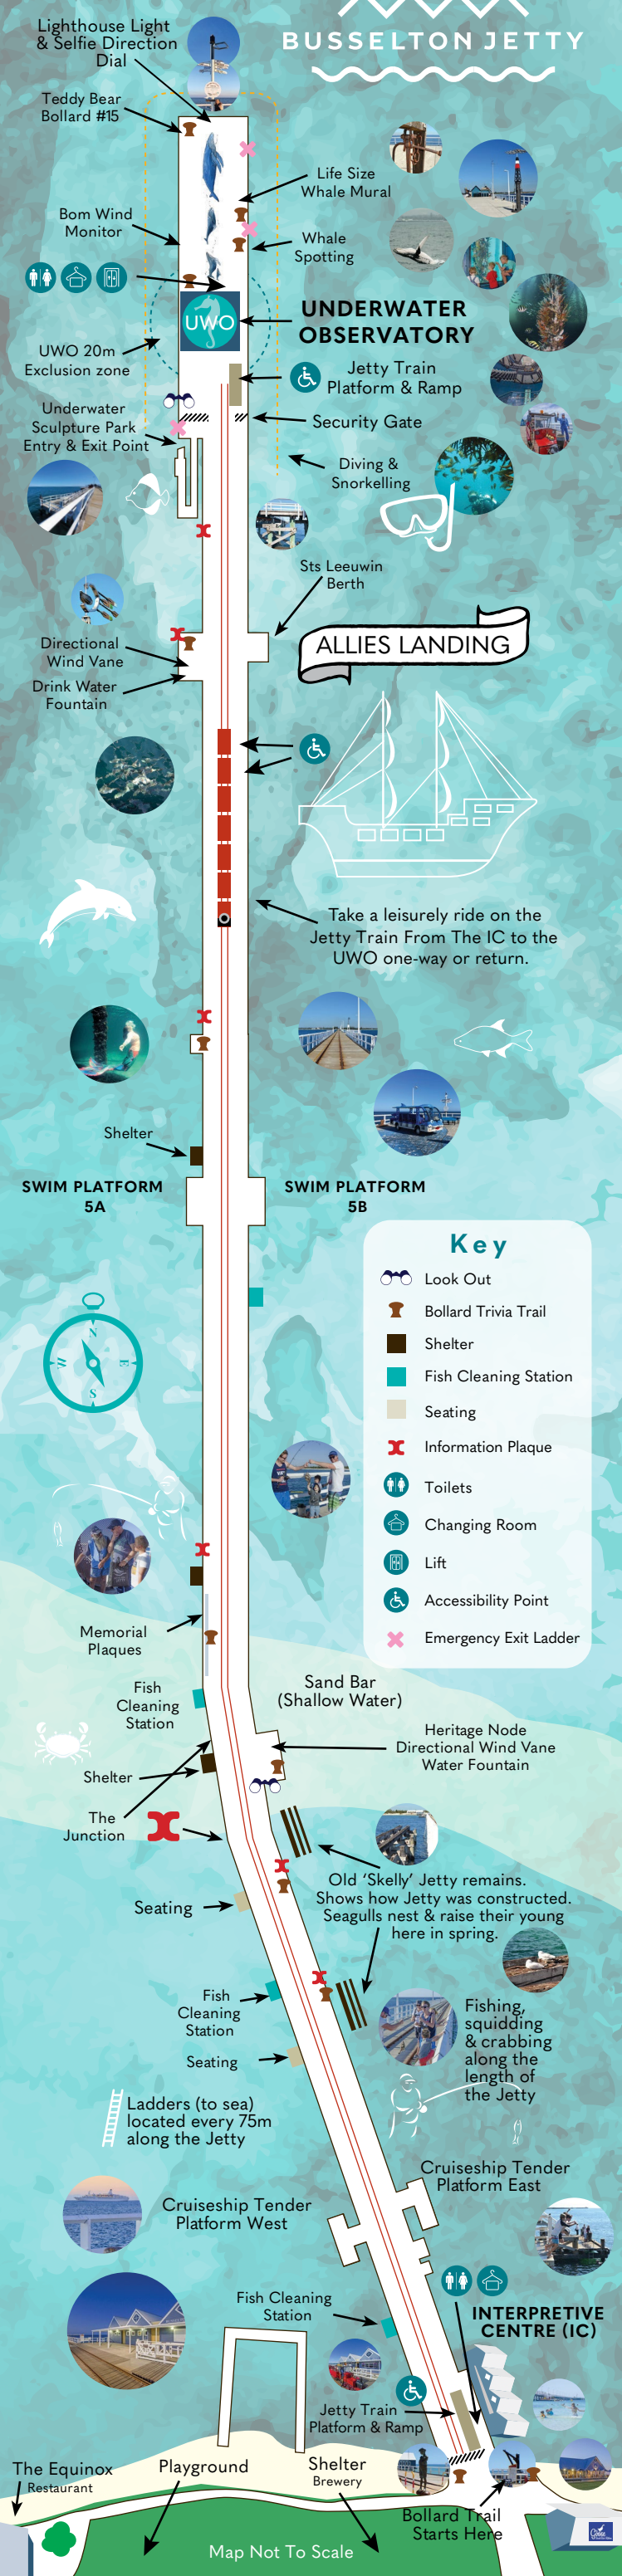 BUSSELTON JETTY
Lighthouse Light
& Selfie Direction
Dial
Teddy Bear
Bollard #15
Life Size
Whale Mural
Bom Wind
Monitor
Whale
Spotting
UWO
UNDERWATER
OBSERVATORY
UWO 20m
Exclusion zone
Jetty Train
Platform & Ramp
Underwater
Sculpture Park
Entry & Exit Point
Security Gate
Diving &
Snorkelling
Sts Leeuwin
Berth
ALLIES LANDING
Directional
Wind Vane
Drink Water
Fountain
Take a leisurely ride on the
Jetty Train From The IC to the
UWO one-way or return.
Shelter
SWIM PLATFORM
5A
SWIM PLATFORM
5B
Key
Look Out
Bollard Trivia Trail
Shelter
Fish Cleaning Station
Seating
Information Plaque
Toilets
Changing Room
Lift
Accessibility Point
Emergency Exit Ladder
N
W
E
S
Memorial
Plaques
Fish
Cleaning
Station
Sand Bar
(Shallow Water)
Heritage Node
Directional Wind Vane
Water Fountain
Shelter
The
Junction
Old 'Skelly' Jetty remains.
Shows how Jetty was constructed.
Seagulls nest & raise their young
here in spring.
Seating
Fish
Cleaning
Station
Fishing,
squidding
& crabbing
along the
length of
the Jetty
Seating
Ladders (to sea)
located every 75m
along the Jetty
Cruiseship Tender
Platform East
Cruiseship Tender
Platform West
Fish Cleaning
Station
INTERPRETIVE
CENTRE (IC)
Jetty Train
Platform & Ramp
The Equinox
Restaurant
Playground
Shelter
Brewery
Bollard Trail
Starts Here
Map Not To Scale